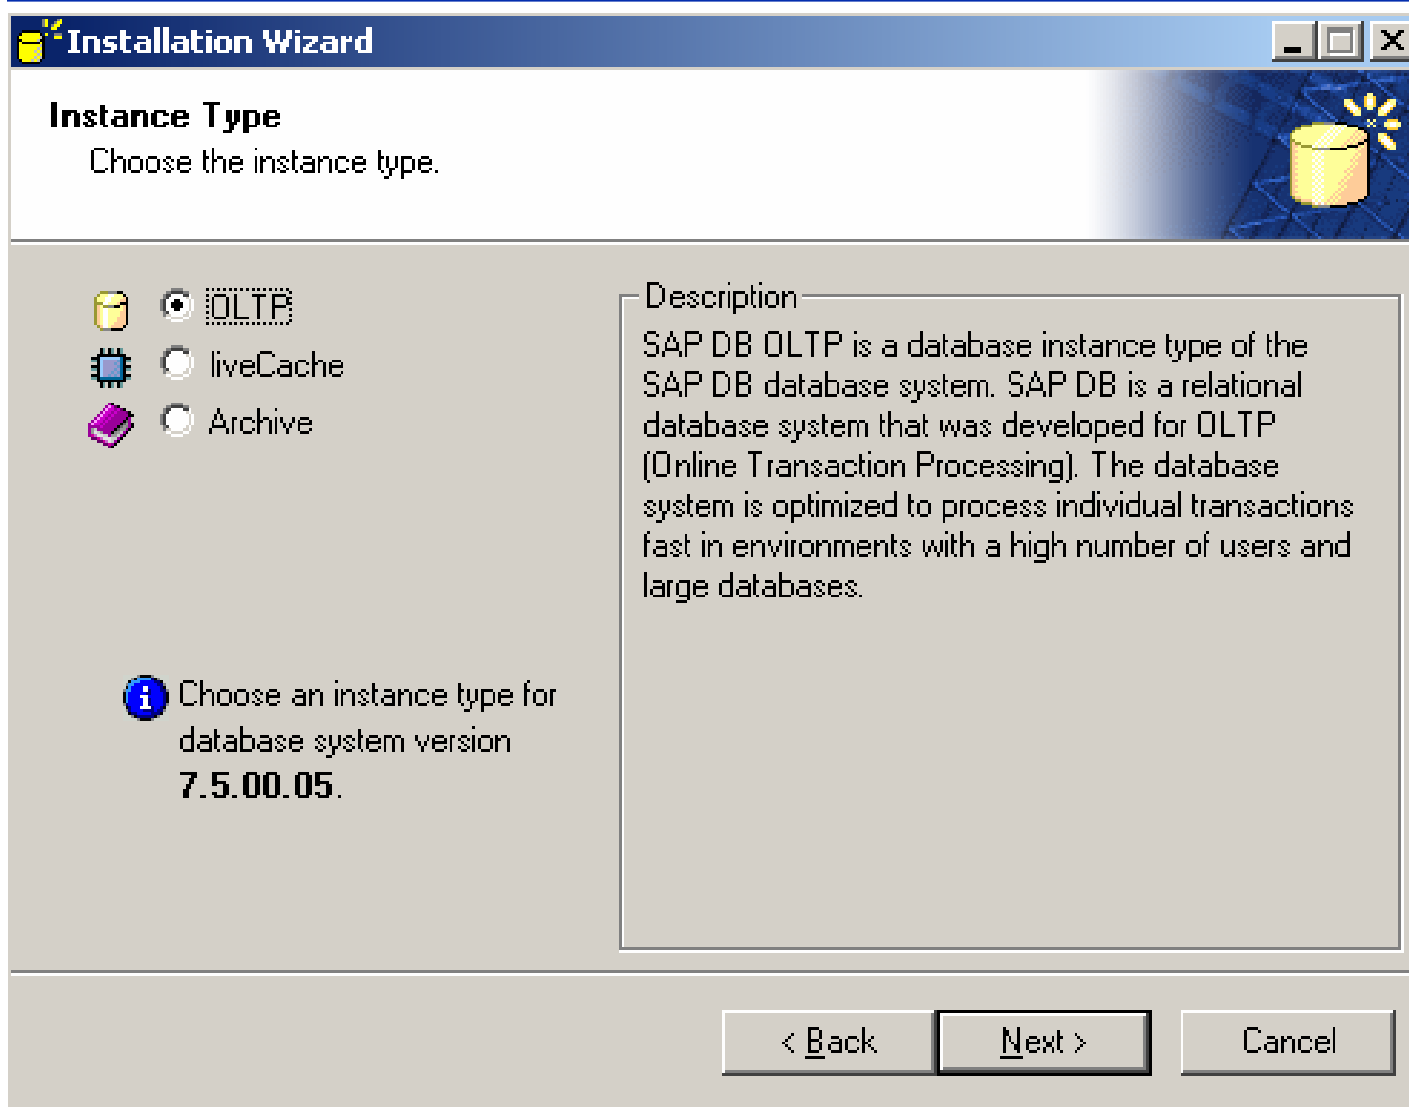 Installation Wizard
Instance Type
Choose the instance type.
OLTP
liveCache
Archive
Choose an instance type for
database system version
7.5.00.05.
Description
SAP DB OLTP is a database instance type of the
SAP DB database system. SAP DB is a relational
database system that was developed for OLTP
(Online Transaction Processing). The database
system is optimized to process individual transactions
fast in environments with a high number of users and
large databases.
< Back
Next >
Cancel